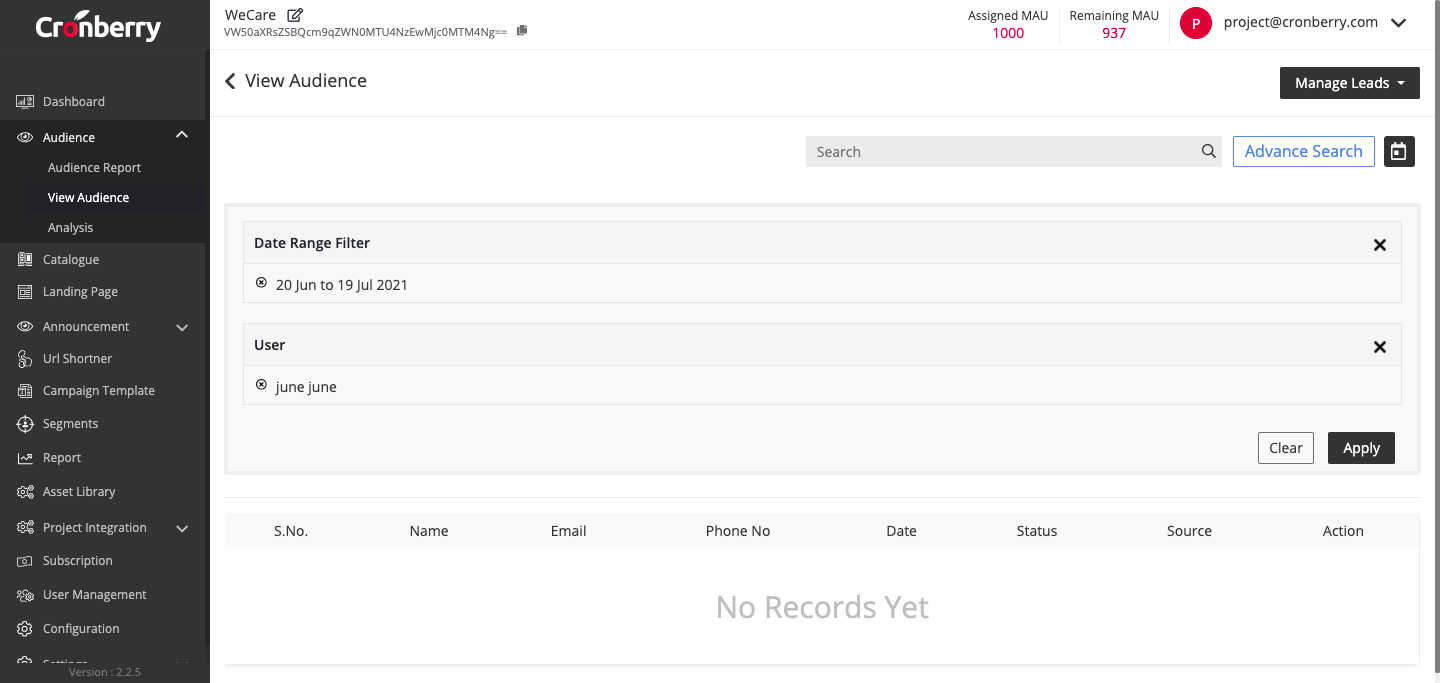 Cronberry
WeCare
VW50aXRsZSBQcm9qZWN0MTU4NzEwMjc0MTM4Ng==
Assigned MAU
1000
Remaining MAU
937
P
project@cronberry.com
View Audience
Manage Leads
Dashboard
Audience
Audience Report
View Audience
Analysis
Catalogue
Landing Page
Announcement
Url Shortner
Campaign Template
Segments
Report
Asset Library
Project Integration
Subscription
User Management
Configuration
Settings
Version : 2.2.5
Search
Advance Search
Date Range Filter
20 Jun to 19 Jul 2021
User
june june
Clear
Apply
S.No. Name Email Phone No Date Status Source Action
No Records Yet